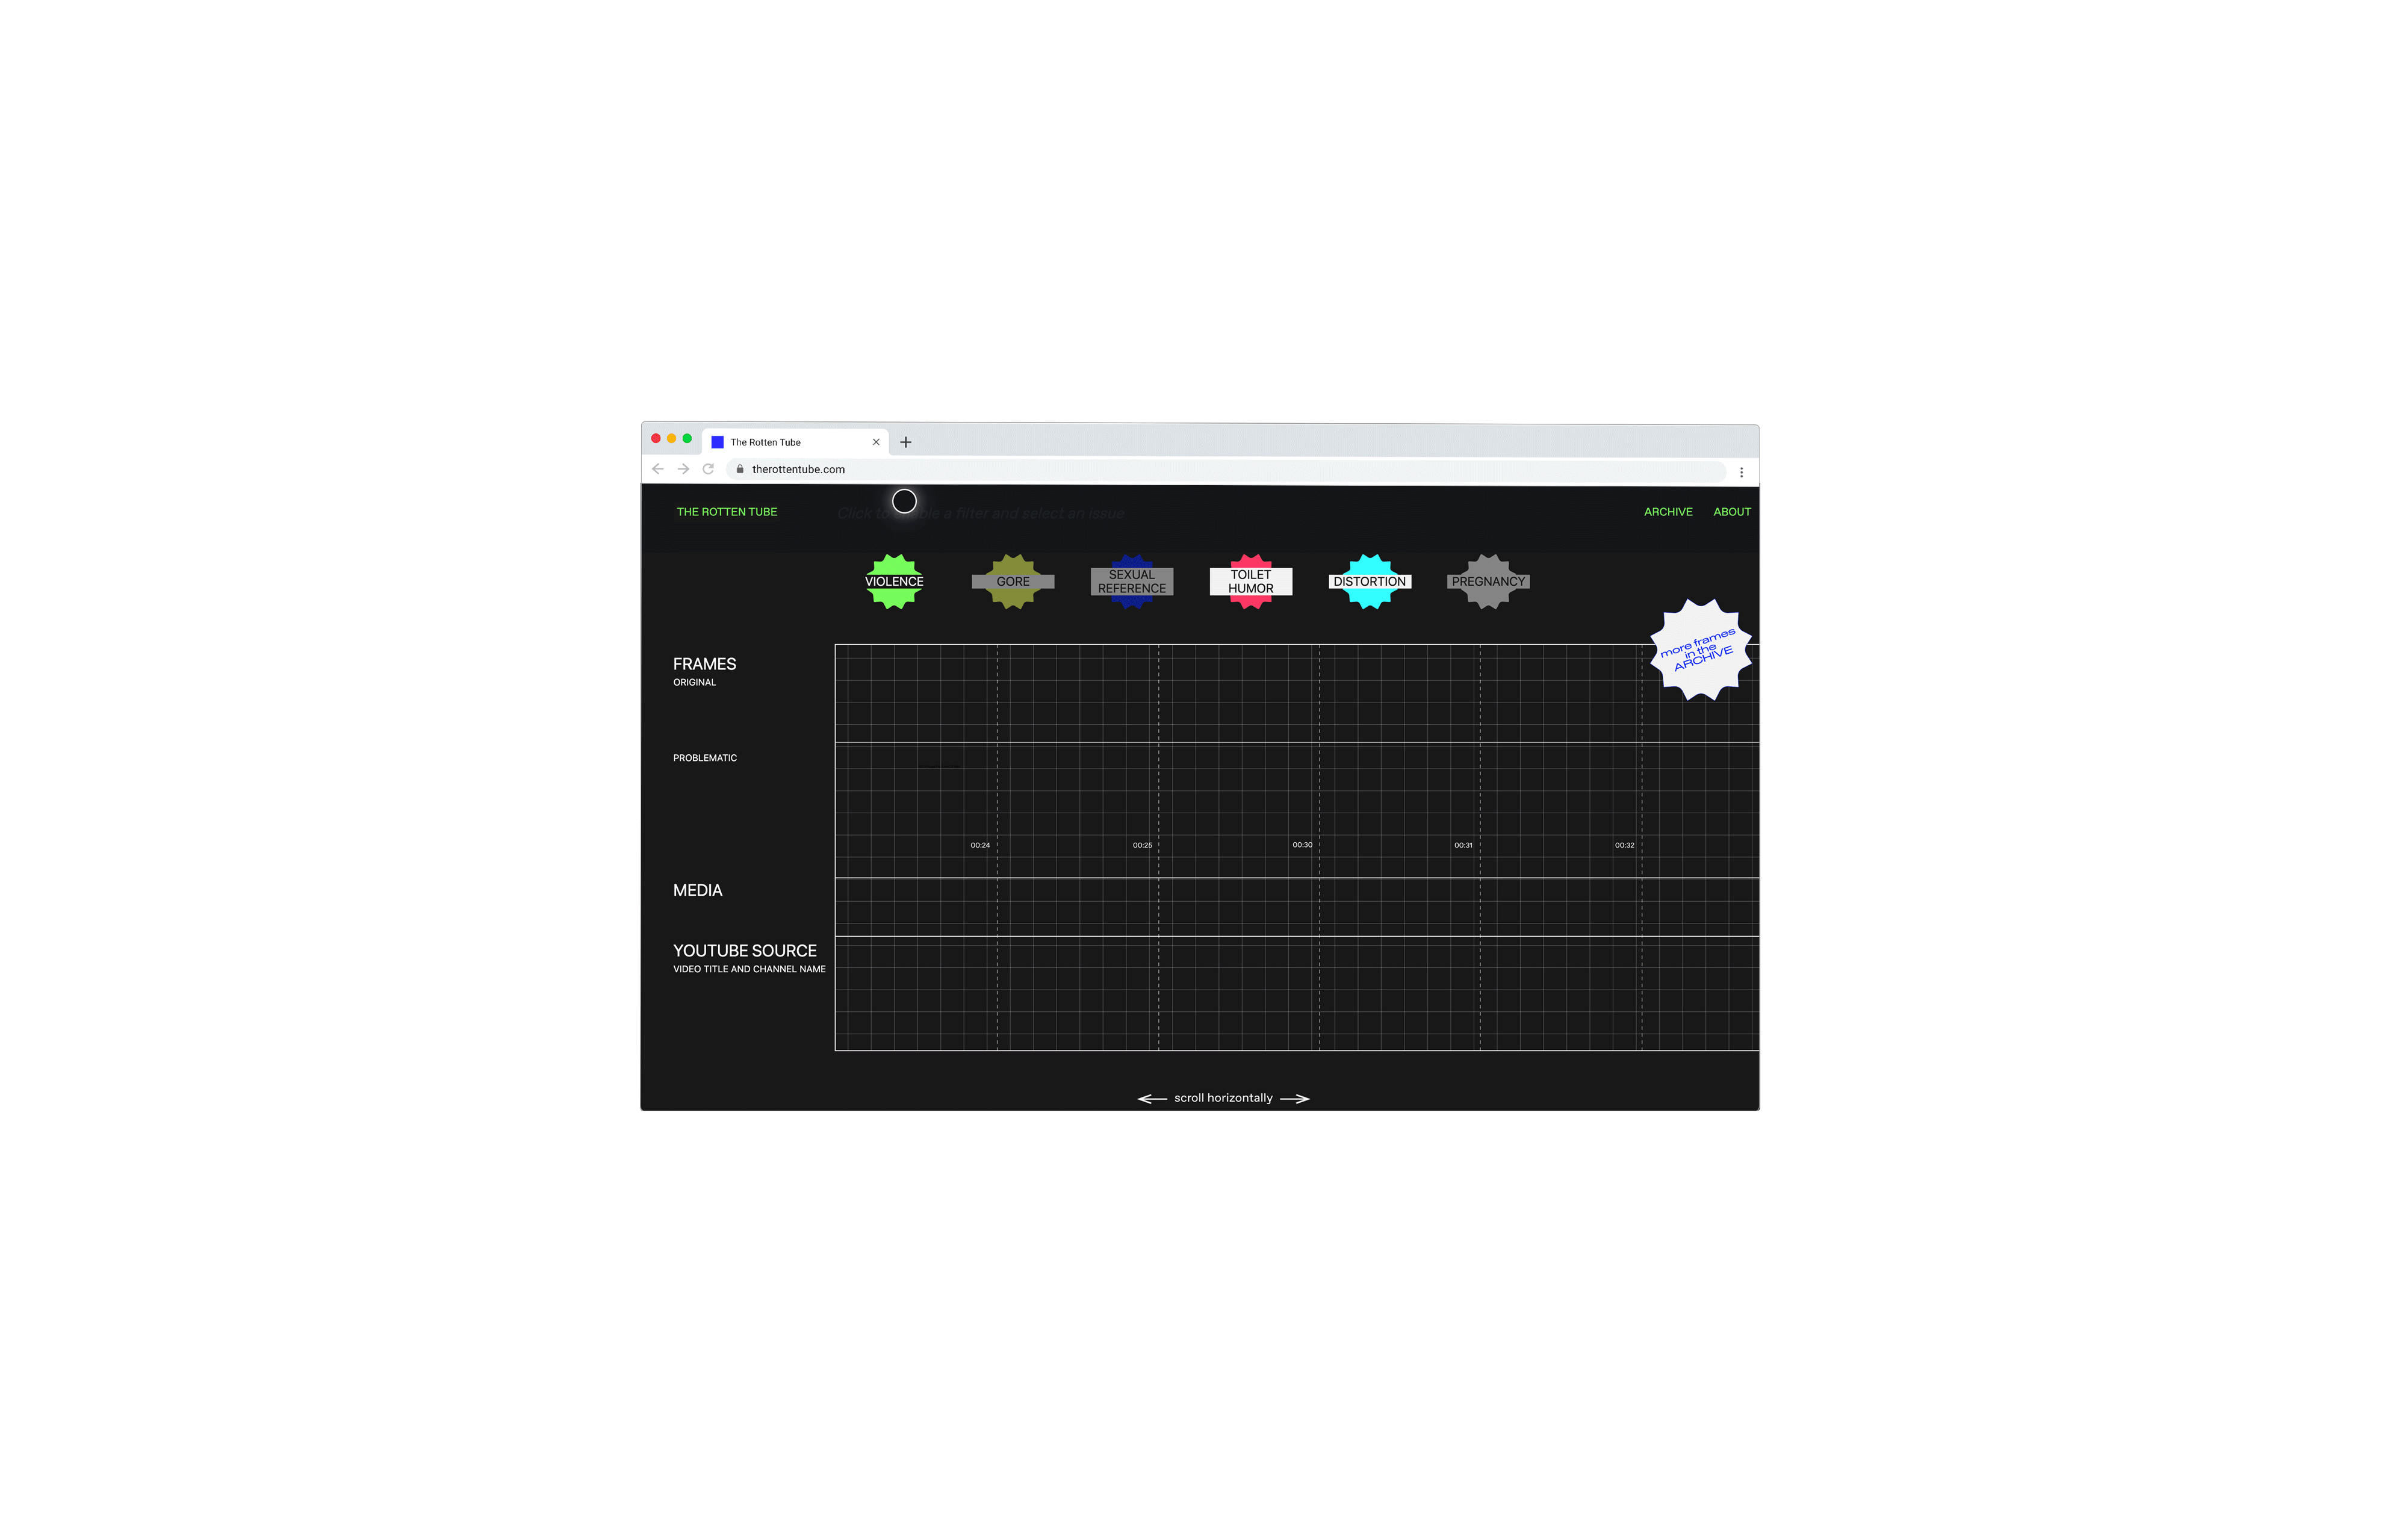 The Rotten Tube
therottentube.com
THE ROTTEN TUBE
Click to a filter and select an issue
ARCHIVE
ABOUT
VIOLENCE
GORE
SEXUAL
REFERENCE
TOILET
HUMOR
DISTORTION
PREGNANCY
more frames
in the
ARCHIVE
FRAMES
ORIGINAL
PROBLEMATIC
00:24
00:25
00:30
00:31
00:32
MEDIA
YOUTUBE SOURCE
VIDEO TITLE AND CHANNEL NAME
scroll horizontally